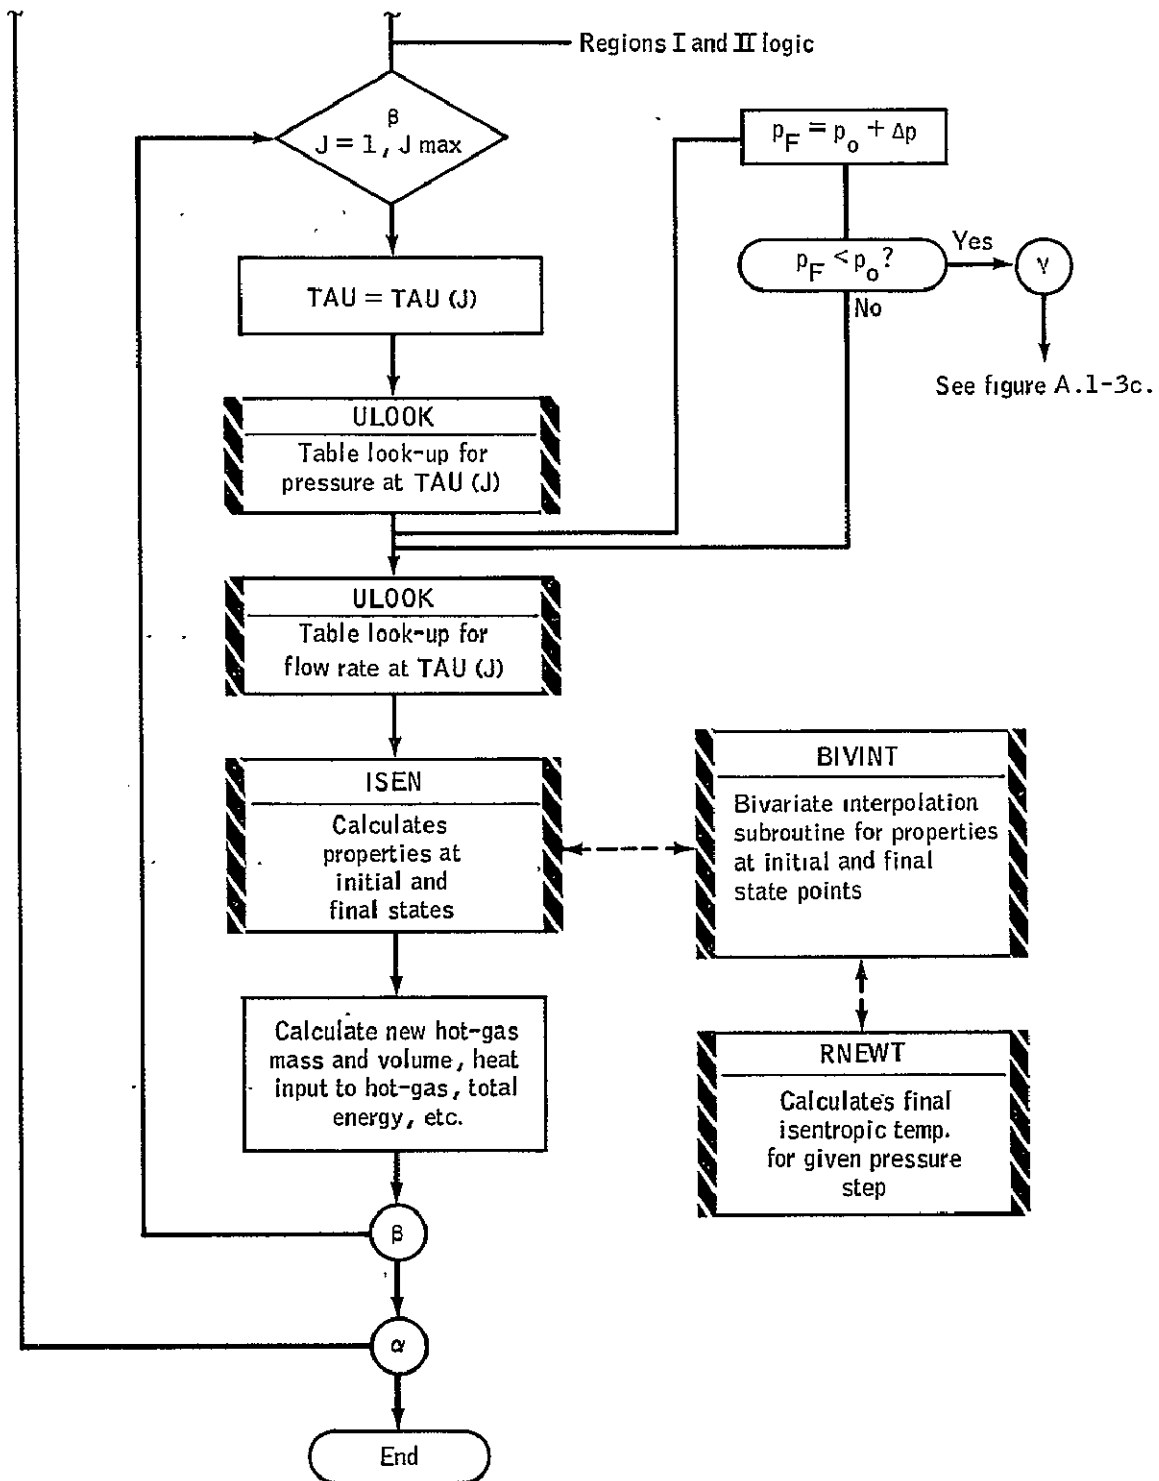 Regions I and II logic
β
J = 1, J max
p_F = p_o + Δp
p_F < p_o?
Yes
γ
No
See figure A.1-3c.
TAU = TAU (J)
ULOOK
Table look-up for
pressure at TAU (J)
ULOOK
Table look-up for
flow rate at TAU (J)
ISEN
Calculates
properties at
initial and
final states
BIVINT
Bivariate interpolation
subroutine for properties
at initial and final
state points
Calculate new hot-gas
mass and volume, heat
input to hot-gas, total
energy, etc.
RNEWT
Calculates final
isentropic temp.
for given pressure
step
β
α
End